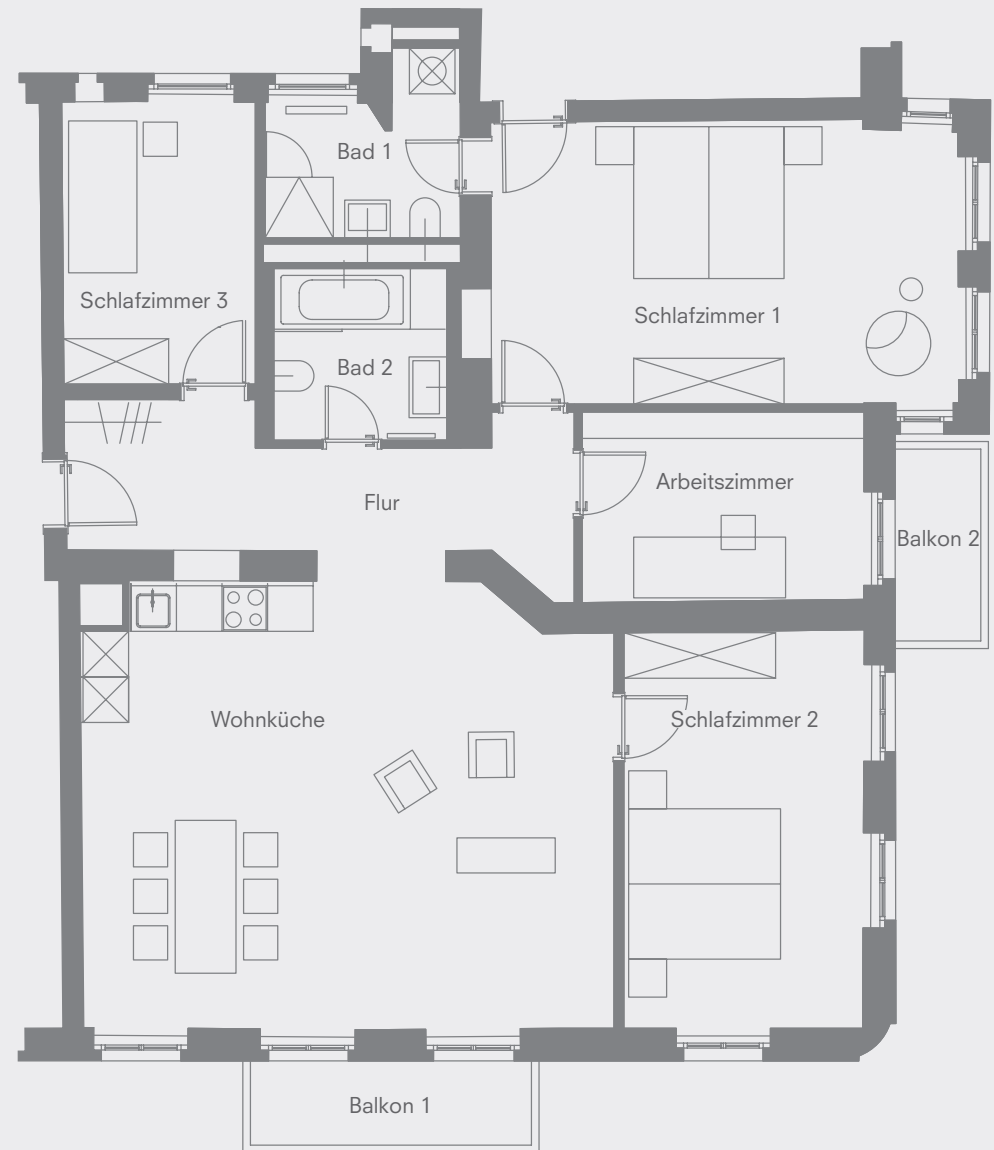 Bad 1
Schlafzimmer 3
Schlafzimmer 1
Bad 2
Arbeitszimmer
Flur
Balkon 2
Wohnküche
Schlafzimmer 2
Balkon 1